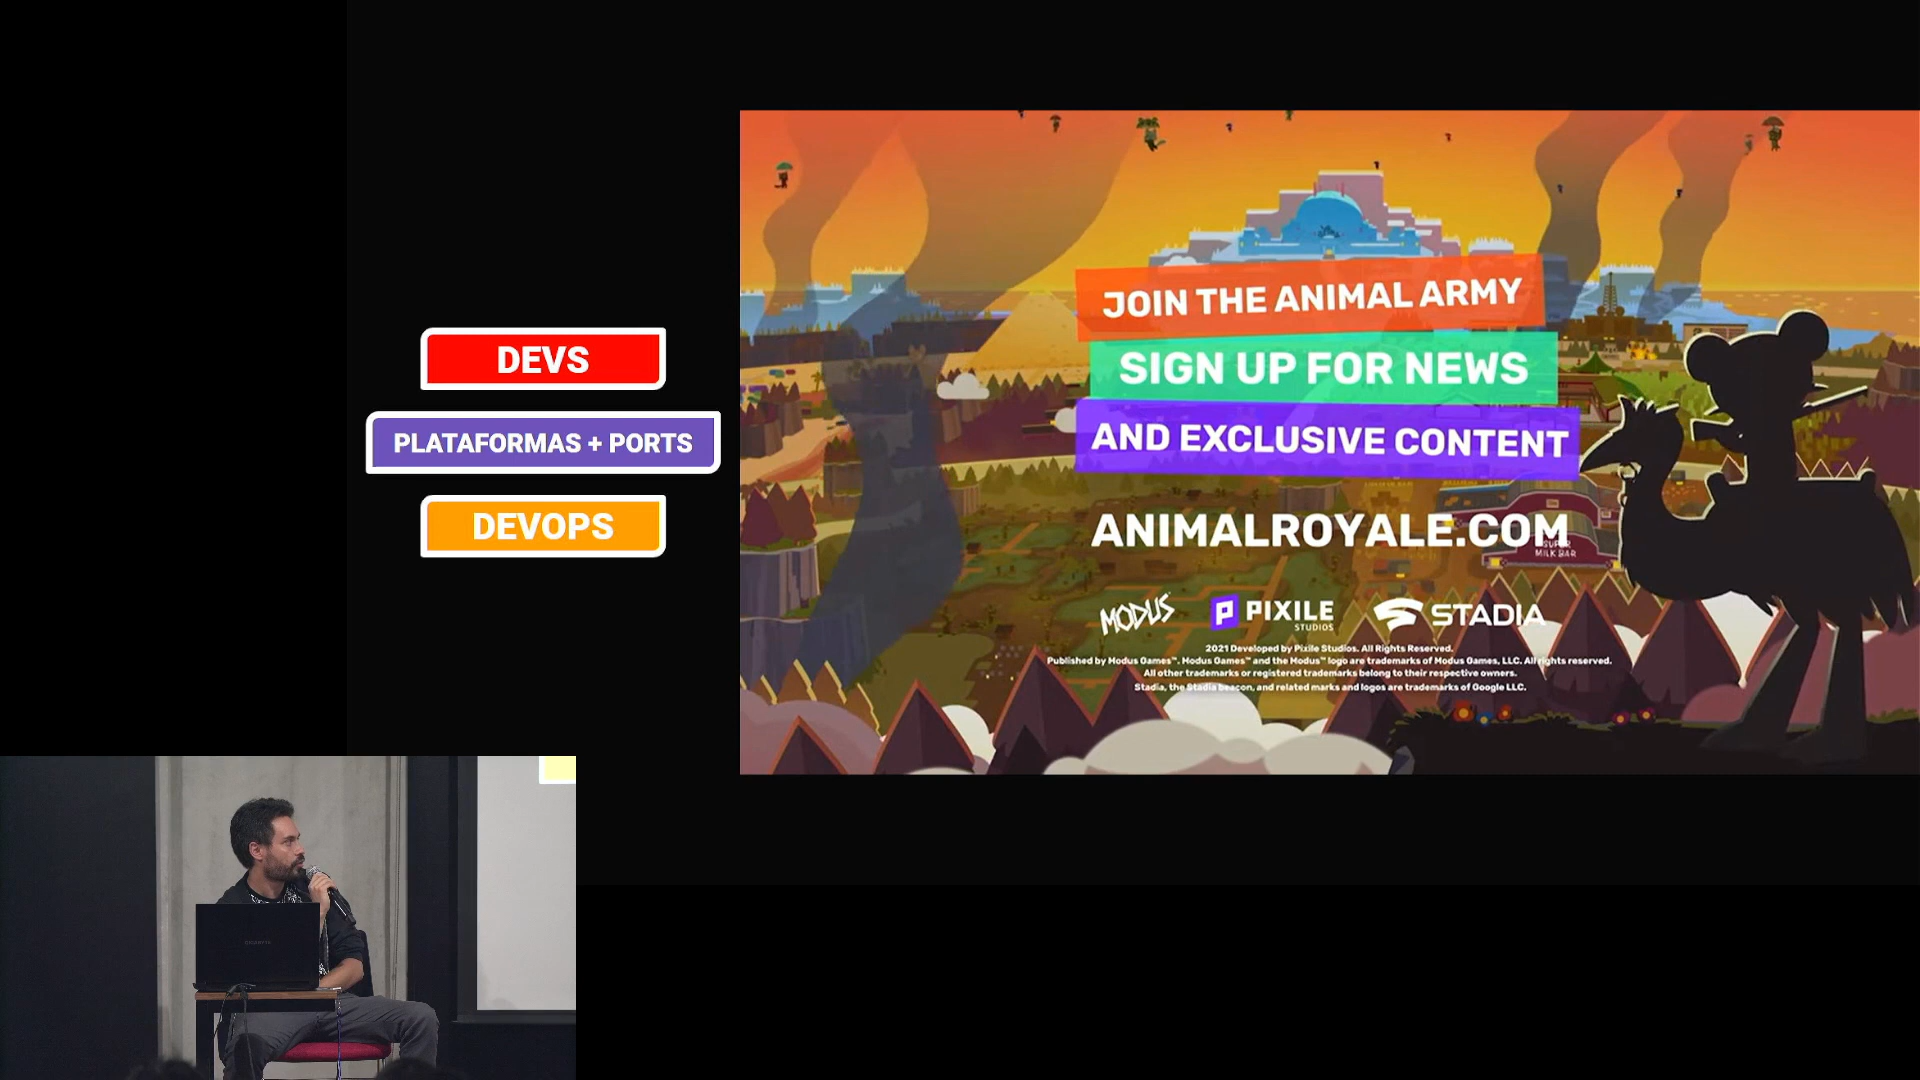 DEVS
PLATAFORMAS + PORTS
DEVOPS
JOIN THE ANIMAL ARMY
SIGN UP FOR NEWS
AND EXCLUSIVE CONTENT
ANIMALROYALE.COM
SUPER
MILK BAR
MODUS
P PIXILE
STUDIOS
STADIA
2021 Developed by Pixile Studios. All Rights Reserved.
Published by Modus Games™. Modus Games™ and the Modus™ logo are trademarks of Modus Games, LLC. All rights reserved.
All other trademarks or registered trademarks belong to their respective owners.
Stadia, the Stadia beacon, and related marks and logos are trademarks of Google LLC.